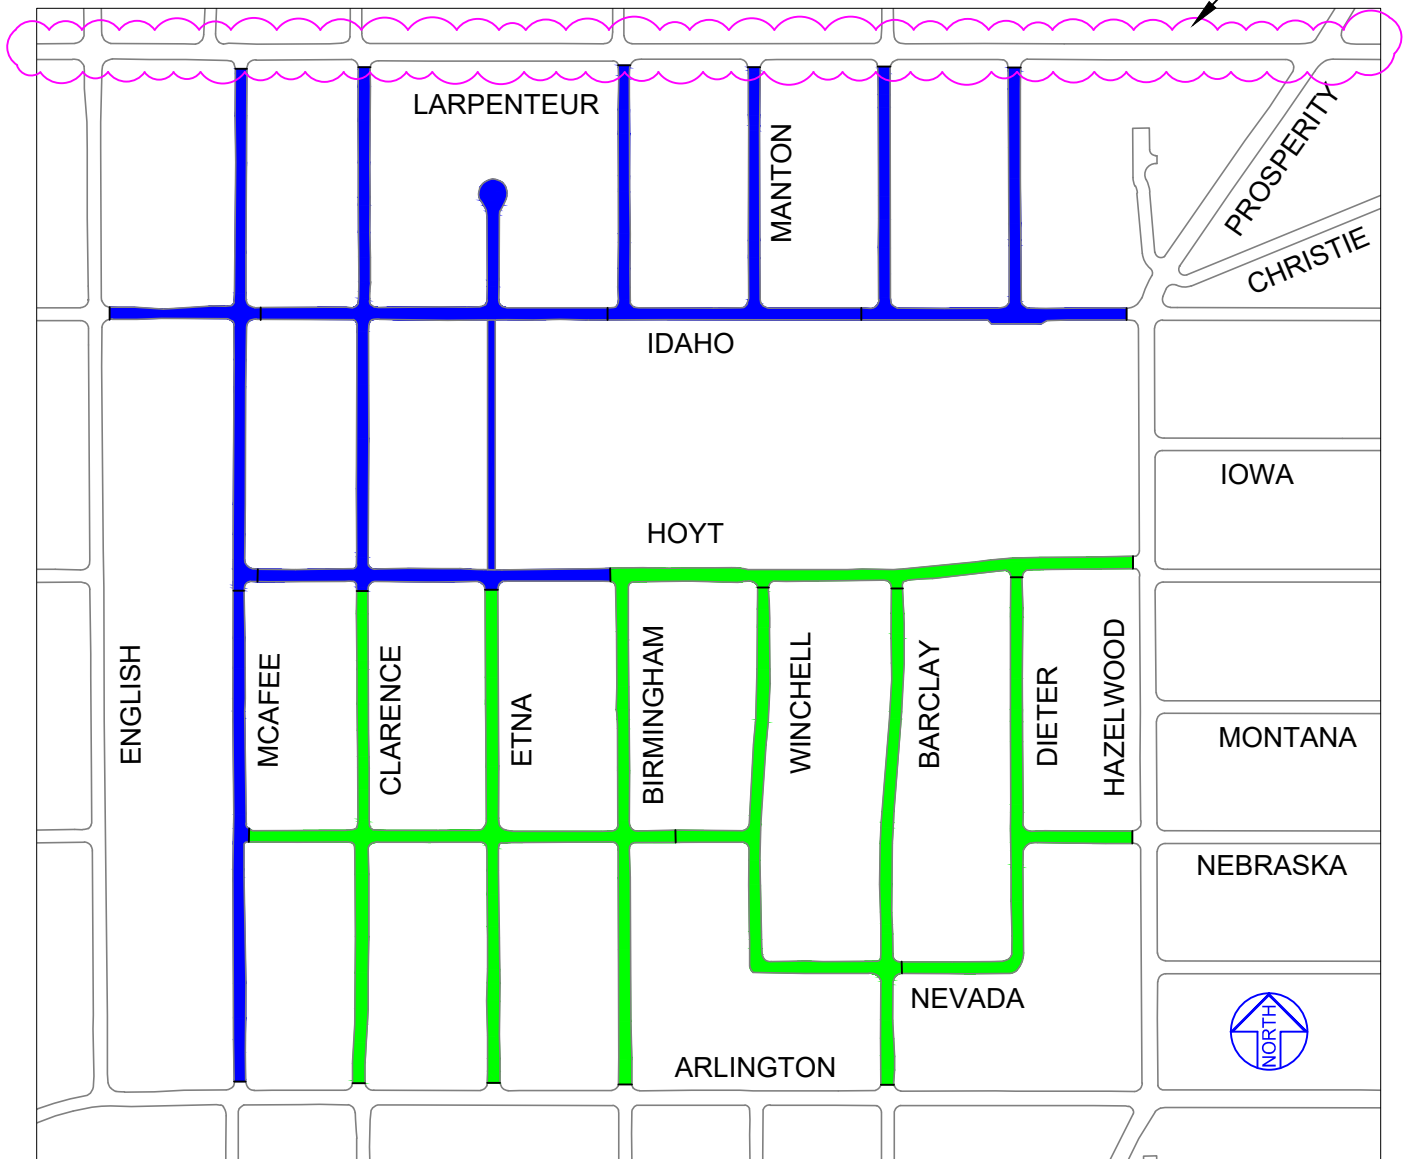 LARPENTEUR
MANTON
PROSPERITY
CHRISTIE
IDAHO
IOWA
HOYT
ENGLISH
MCAFEE
CLARENCE
ETNA
BIRMINGHAM
WINCHELL
BARCLAY
DIETER
HAZELWOOD
MONTANA
NEBRASKA
NEVADA
NORTH
ARLINGTON